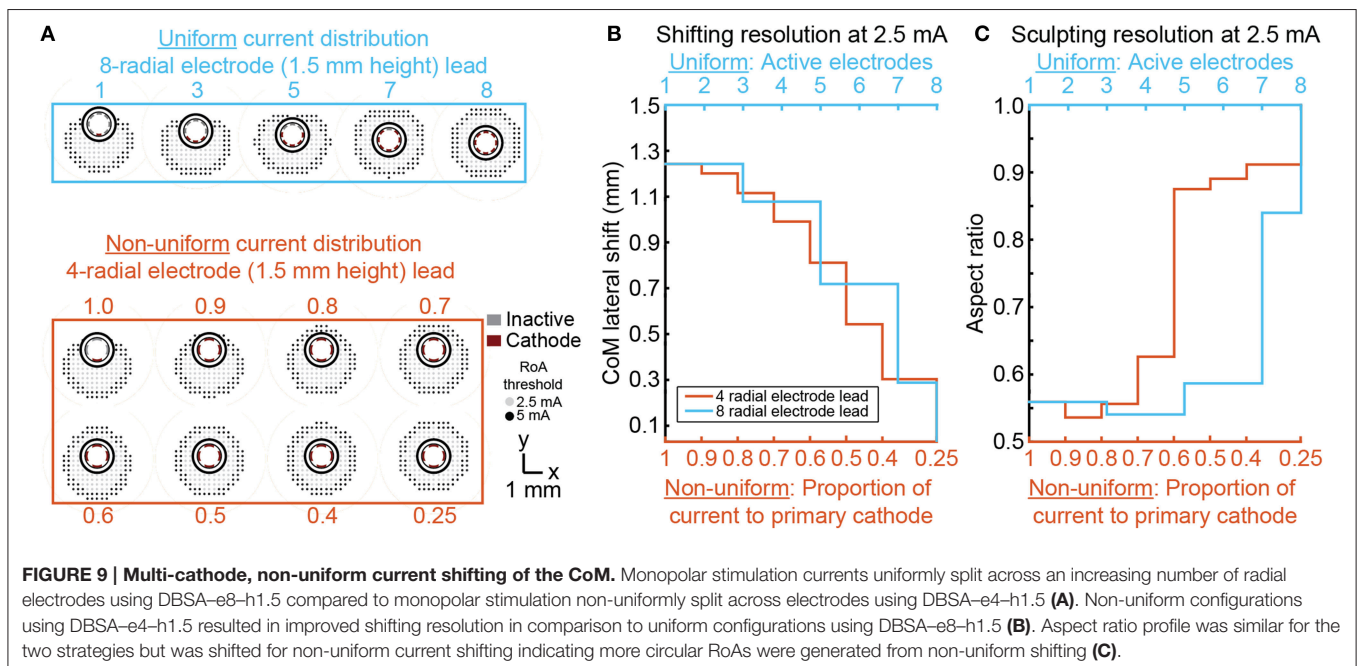 A
Uniform current distribution
8-radial electrode (1.5 mm height) lead
1 3 5 7 8
Non-uniform current distribution
4-radial electrode (1.5 mm height) lead
1.0 0.9 0.8 0.7
0.6 0.5 0.4 0.25
Inactive
Cathode
RoA
threshold
2.5 mA
5 mA
y
x
1 mm
B Shifting resolution at 2.5 mA
Uniform: Active electrodes
1 2 3 4 5 6 7 8
CoM lateral shift (mm)
1.5
1.3
1.1
0.9
0.7
0.5
0.3
0.1
4 radial electrode lead
8 radial electrode lead
1 0.9 0.8 0.7 0.6 0.5 0.4 0.25
Non-uniform: Proportion of
current to primary cathode
C Sculpting resolution at 2.5 mA
Uniform: Acive electrodes
1 2 3 4 5 6 7 8
Aspect ratio
1.0
0.9
0.8
0.7
0.6
0.5
1 0.9 0.8 0.7 0.6 0.5 0.4 0.25
Non-uniform: Proportion of
current to primary cathode
FIGURE 9 | Multi-cathode, non-uniform current shifting of the CoM. Monopolar stimulation currents uniformly split across an increasing number of radial
electrodes using DBSA–e8–h1.5 compared to monopolar stimulation non-uniformly split across electrodes using DBSA–e4–h1.5 (A). Non-uniform configurations
using DBSA–e4–h1.5 resulted in improved shifting resolution in comparison to uniform configurations using DBSA–e8–h1.5 (B). Aspect ratio profile was similar for the
two strategies but was shifted for non-uniform current shifting indicating more circular RoAs were generated from non-uniform shifting (C).